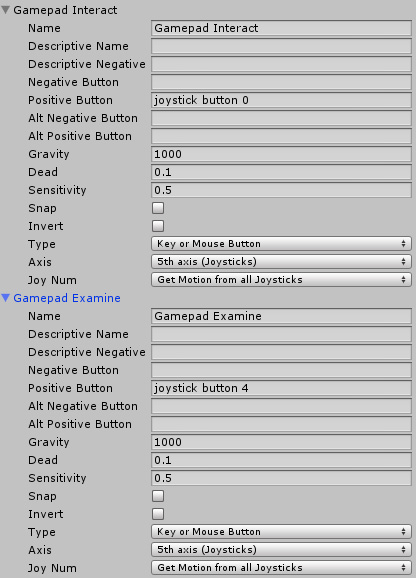 Gamepad Interact
Name Gamepad Interact
Descriptive Name
Descriptive Negative
Negative Button
Positive Button joystick button 0
Alt Negative Button
Alt Positive Button
Gravity 1000
Dead 0.1
Sensitivity 0.5
Snap
Invert
Type Key or Mouse Button
Axis 5th axis (Joysticks)
Joy Num Get Motion from all Joysticks
Gamepad Examine
Name Gamepad Examine
Descriptive Name
Descriptive Negative
Negative Button
Positive Button joystick button 4
Alt Negative Button
Alt Positive Button
Gravity 1000
Dead 0.1
Sensitivity 0.5
Snap
Invert
Type Key or Mouse Button
Axis 5th axis (Joysticks)
Joy Num Get Motion from all Joysticks